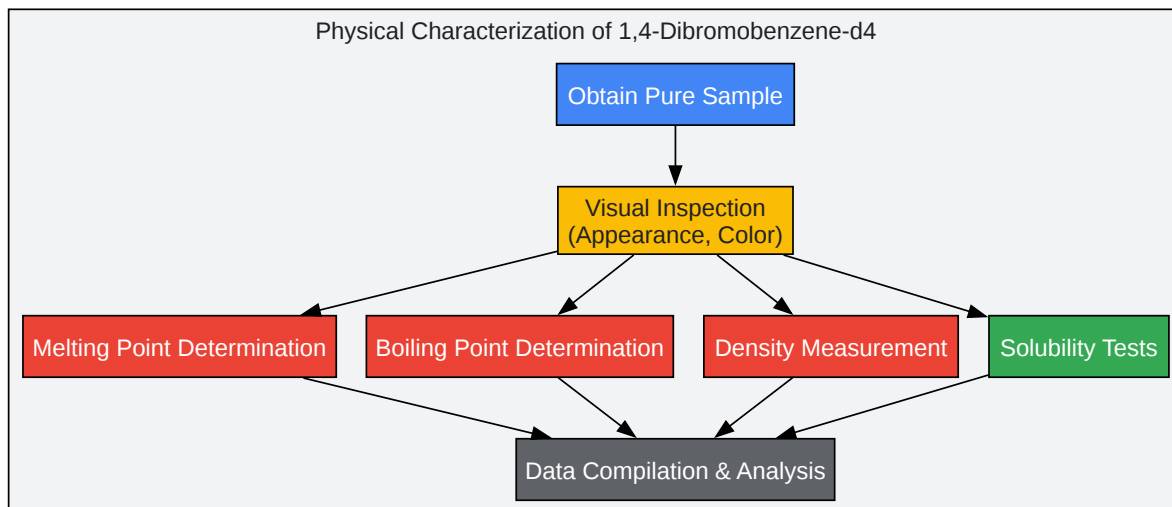 Physical Characterization of 1,4-Dibromobenzene-d4
Obtain Pure Sample
Visual Inspection
(Appearance, Color)
Melting Point Determination
Boiling Point Determination
Density Measurement
Solubility Tests
Data Compilation & Analysis